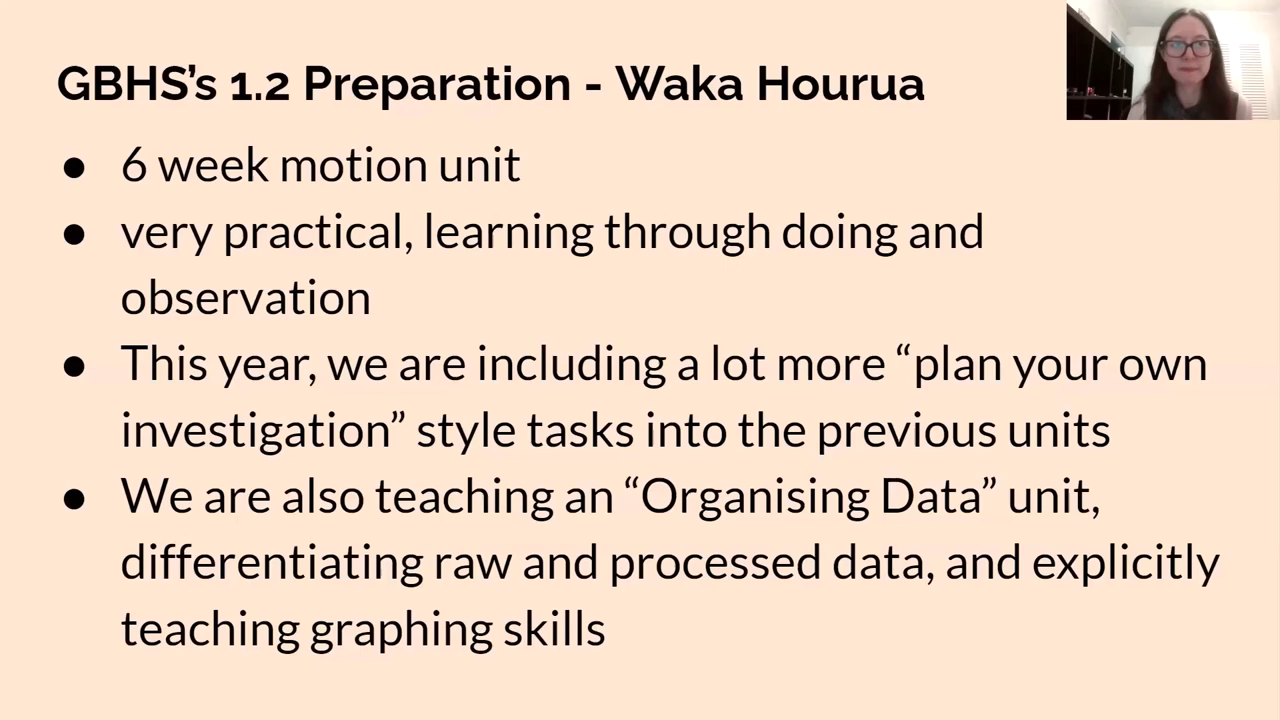 GBHS’s 1.2 Preparation - Waka Hourua
● 6 week motion unit
● very practical, learning through doing and
observation
● This year, we are including a lot more “plan your own
investigation” style tasks into the previous units
● We are also teaching an “Organising Data” unit,
differentiating raw and processed data, and explicitly
teaching graphing skills